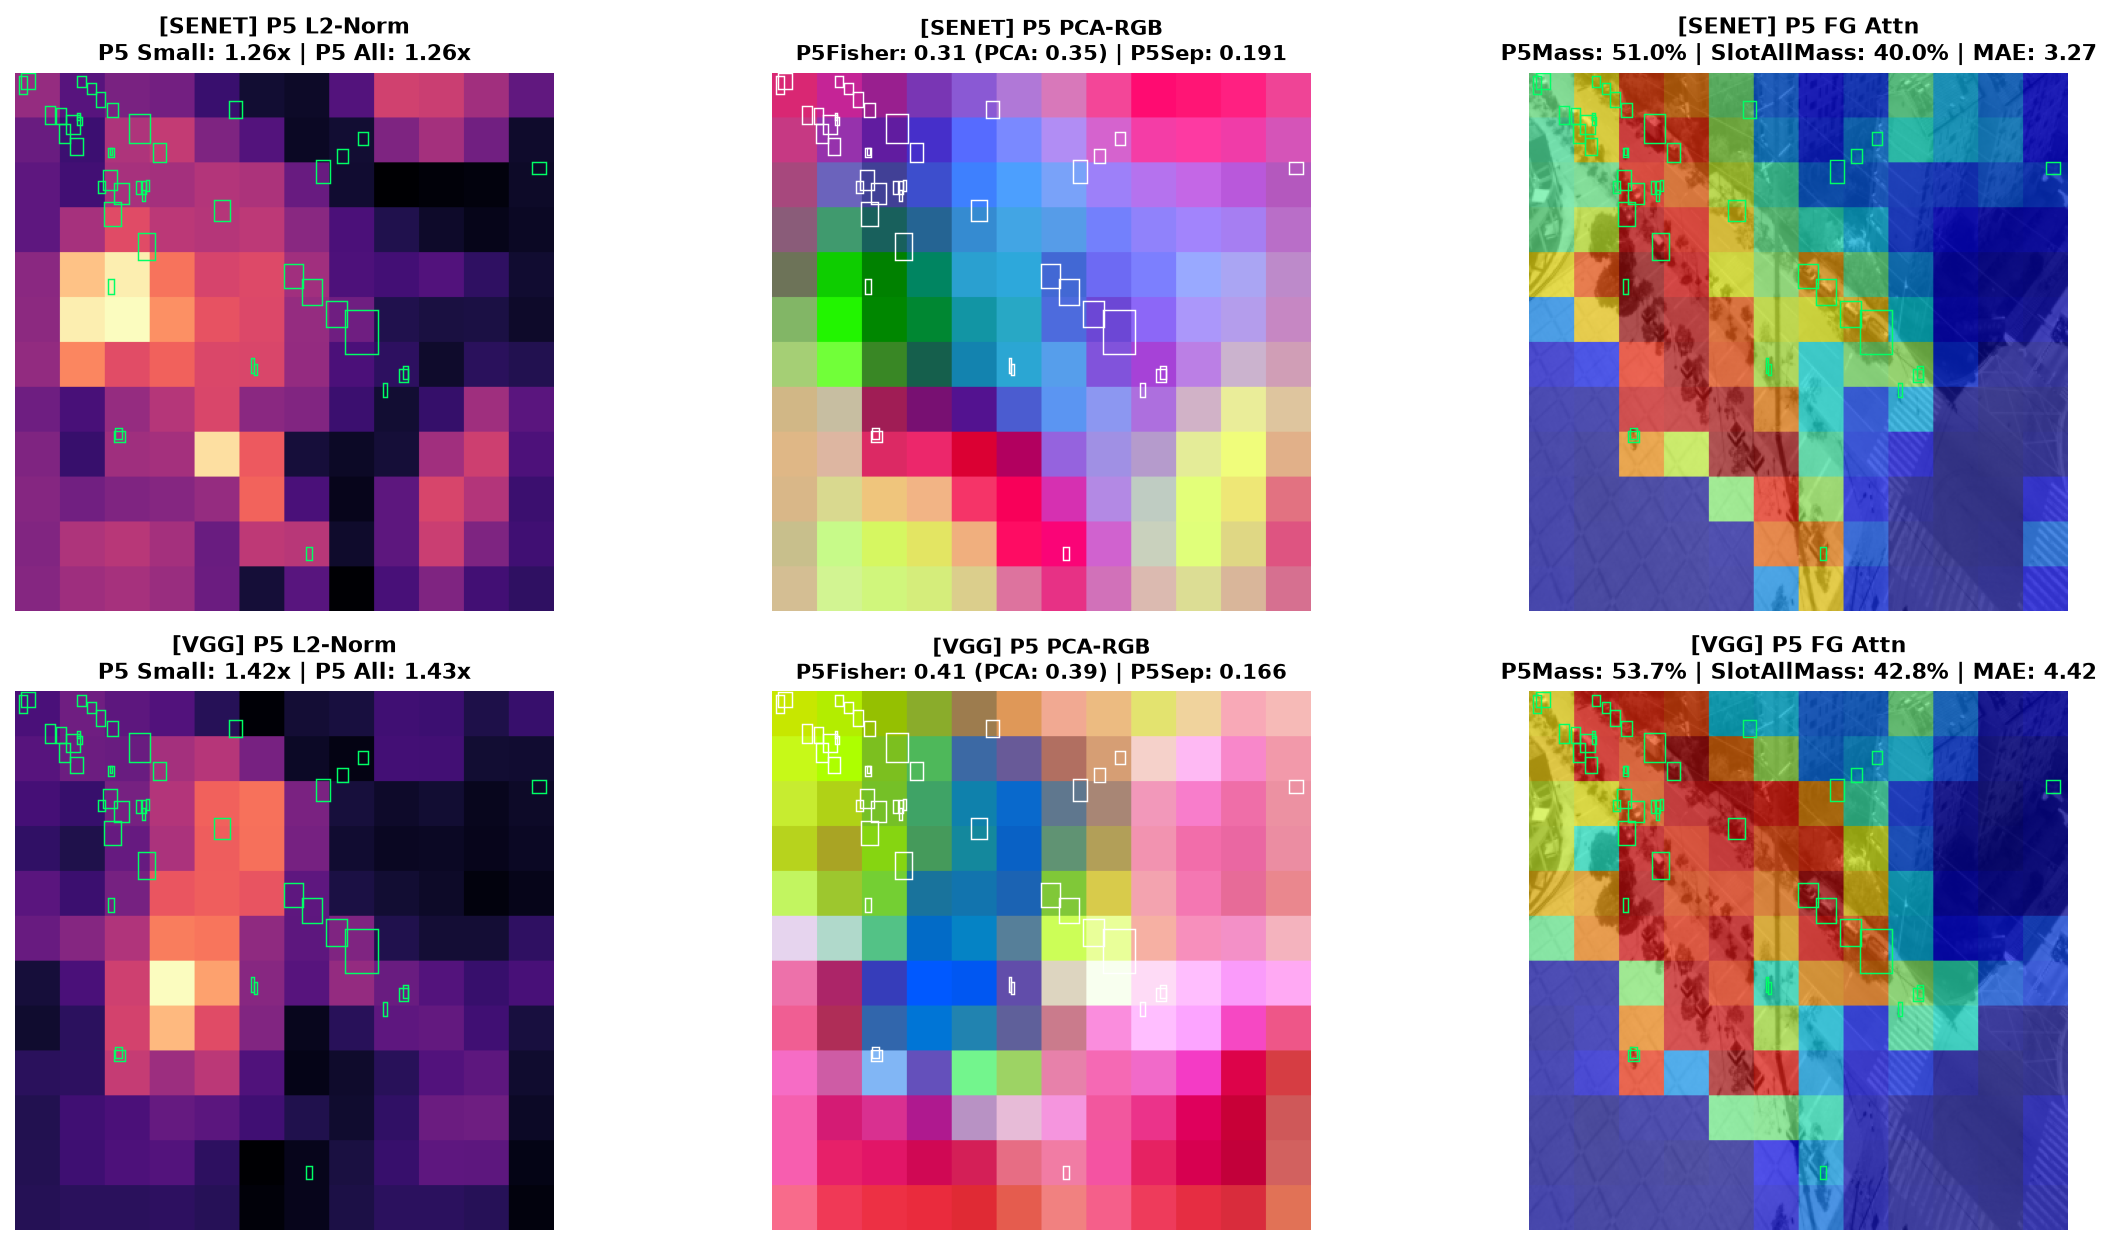 [SENET] P5 L2-Norm
P5 Small: 1.26x | P5 All: 1.26x
[SENET] P5 PCA-RGB
P5Fisher: 0.31 (PCA: 0.35) | P5Sep: 0.191
[SENET] P5 FG Attn
P5Mass: 51.0% | SlotAllMass: 40.0% | MAE: 3.27
[VGG] P5 L2-Norm
P5 Small: 1.42x | P5 All: 1.43x
[VGG] P5 PCA-RGB
P5Fisher: 0.41 (PCA: 0.39) | P5Sep: 0.166
[VGG] P5 FG Attn
P5Mass: 53.7% | SlotAllMass: 42.8% | MAE: 4.42